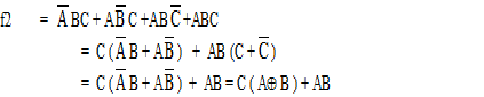 f2 = A̅BC+AB̅C+ABC̅+ABC
= C(A̅B+AB̅) + AB(C+C̅)
= C(A̅B+AB̅) + AB=C(A⊕B)+AB